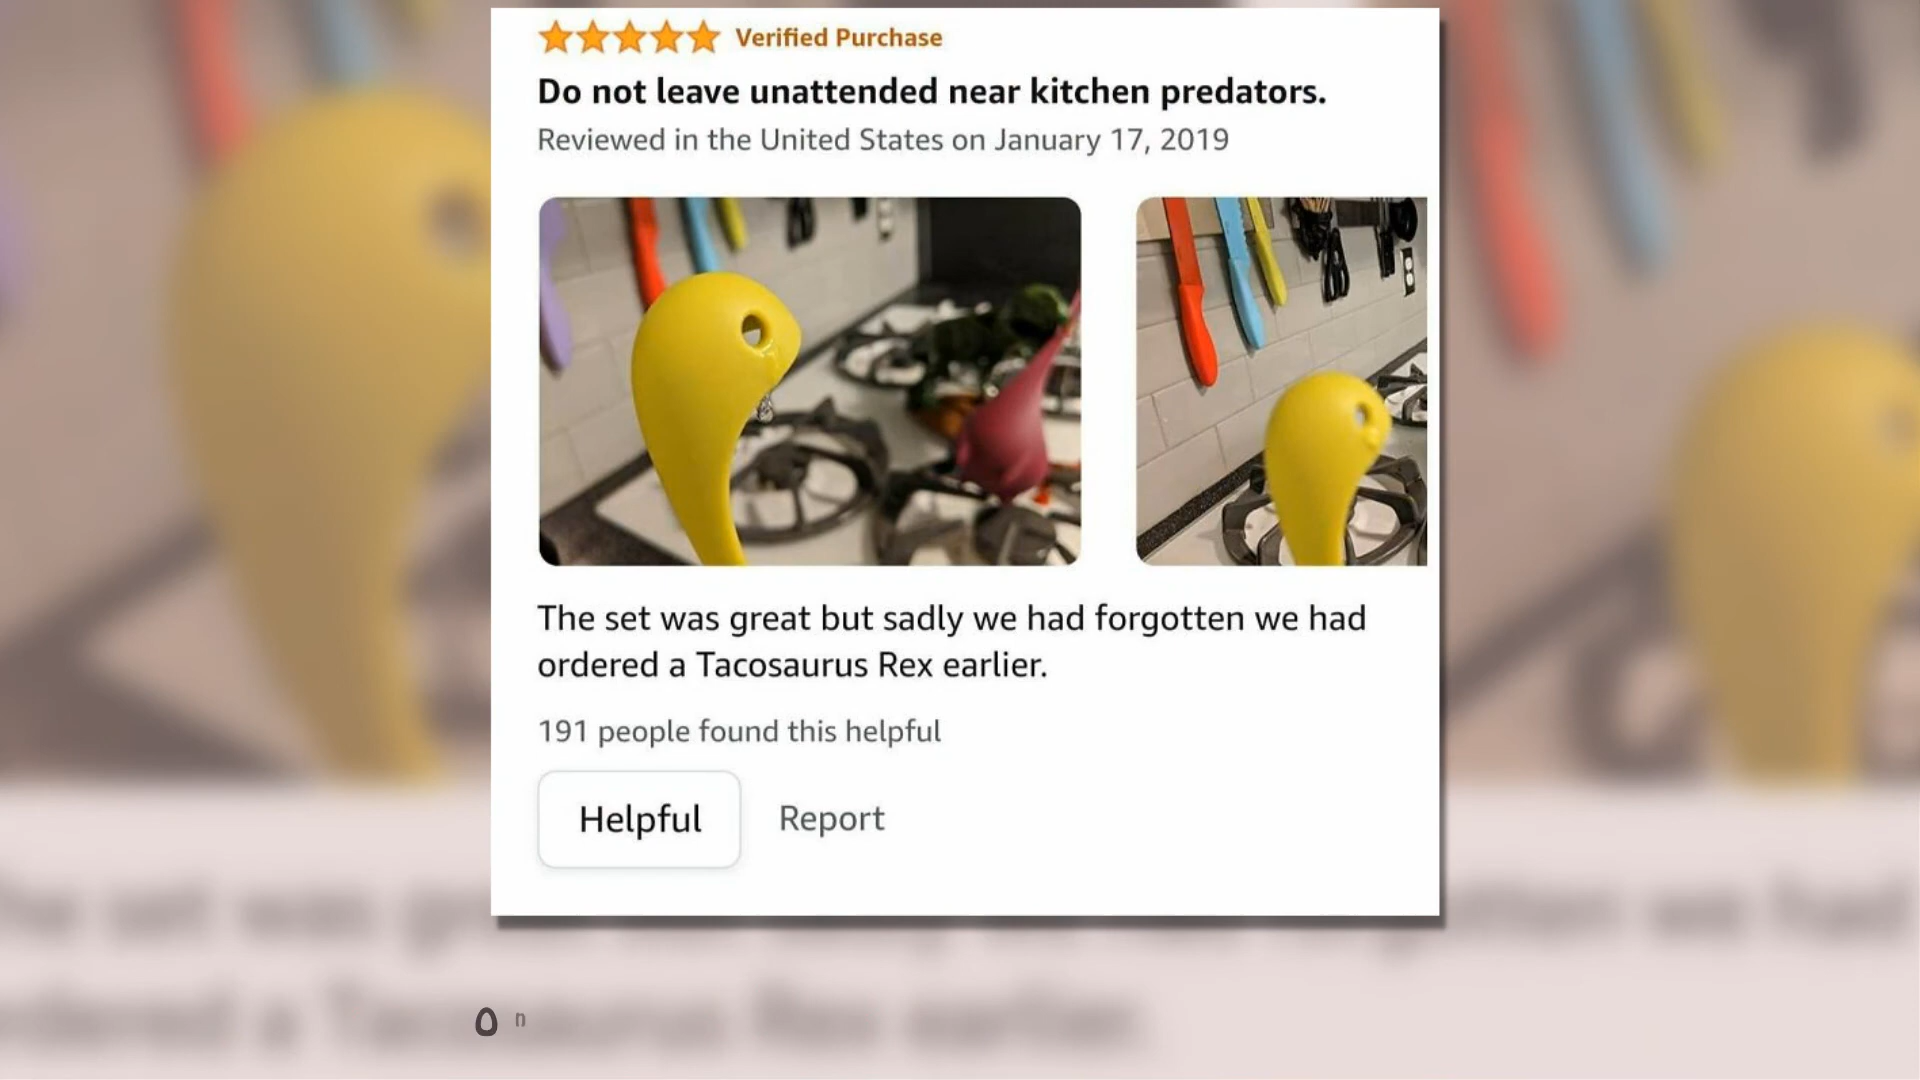 Verified Purchase
Do not leave unattended near kitchen predators.
Reviewed in the United States on January 17, 2019
The set was great but sadly we had forgotten we had
ordered a Tacosaurus Rex earlier.
191 people found this helpful
Helpful
Report
O n